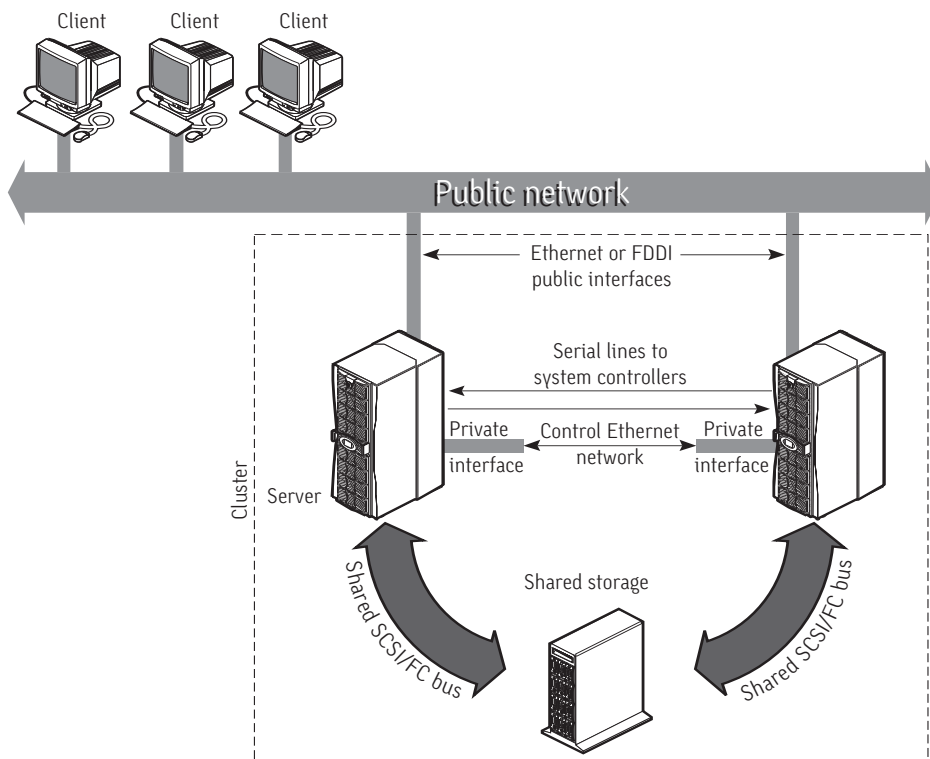 Client
Client
Client
Public network
Ethernet or FDDI
public interfaces
Serial lines to
system controllers
Private
interface
Control Ethernet
network
Private
interface
Cluster
Server
Shared storage
Shared SCSI/FC bus
Shared SCSI/FC bus